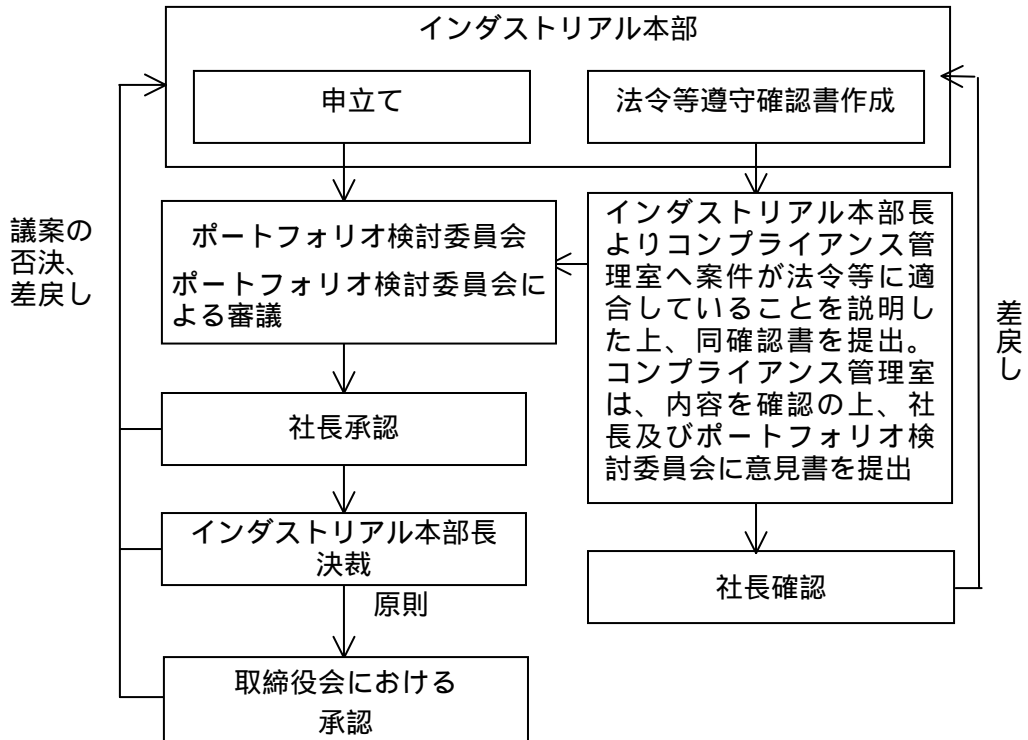 インダストリアル本部
申立て
法令等遵守確認書作成
議案の
否決、
差戻し
ポートフォリオ検討委員会
ポートフォリオ検討委員会に
よる審議
インダストリアル本部長
よりコンプライアンス管
理室へ案件が法令等に適
合していることを説明し
た上、同確認書を提出。
コンプライアンス管理室
は、内容を確認の上、社
長及びポートフォリオ検
討委員会に意見書を提出
差戻し
社長承認
インダストリアル本部長
決裁
社長確認
原則
取締役会における
承認